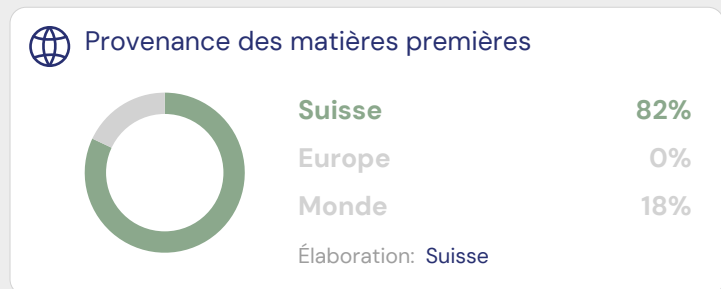 Provenance des matières premières
Suisse 82%
Europe 0%
Monde 18%
Élaboration: Suisse